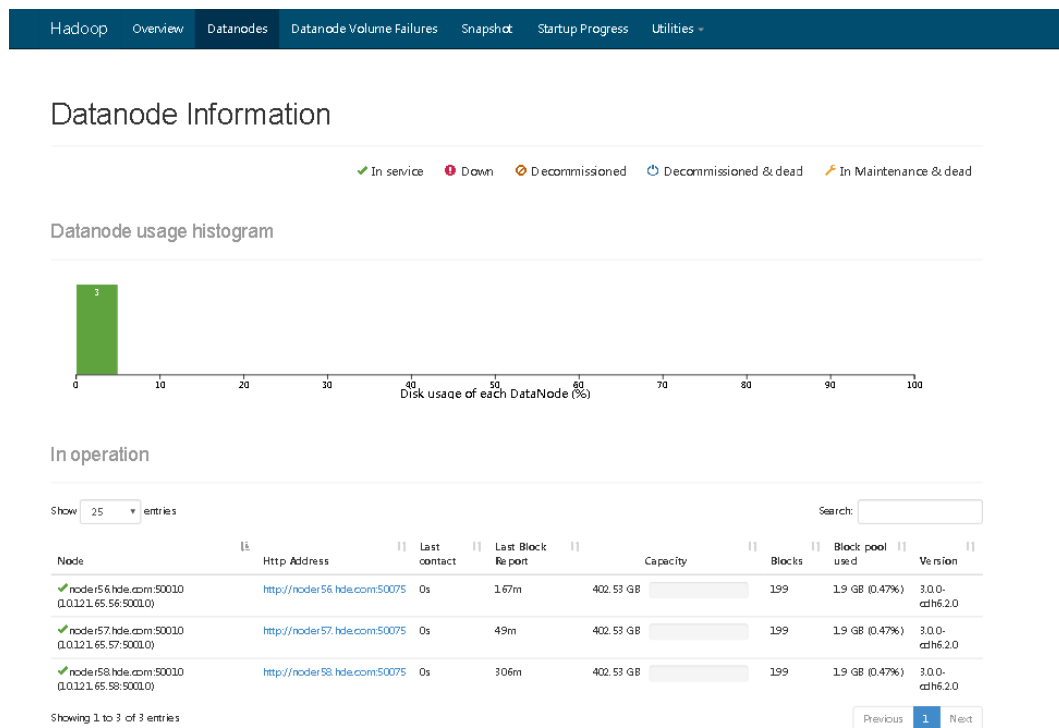 Hadoop Overview Datanodes Datanode Volume Failures Snapshot Startup Progress Utilities
Datanode Information
In service Down Decommissioned Decommissioned & dead In Maintenance & dead
Datanode usage histogram
3
0 10 20 30 40 50 60 70 80 90 100
Disk usage of each DataNode (%)
In operation
Show 25 entries Search:
Node Http Address Last contact Last Block Report Capacity Blocks Block pool used Version
noder56.hde.com:50010 http://noder56.hde.com:50075 0s 167m 402.53 GB 199 1.9 GB (0.47%) 3.0.0-
(10.121.65.56:50010) cdh6.2.0
noder57.hde.com:50010 http://noder57.hde.com:50075 0s 49m 402.53 GB 199 1.9 GB (0.47%) 3.0.0-
(10.121.65.57:50010) cdh6.2.0
noder58.hde.com:50010 http://noder58.hde.com:50075 0s 306m 402.53 GB 199 1.9 GB (0.47%) 3.0.0-
(10.121.65.58:50010) cdh6.2.0
Showing 1 to 3 of 3 entries Previous 1 Next